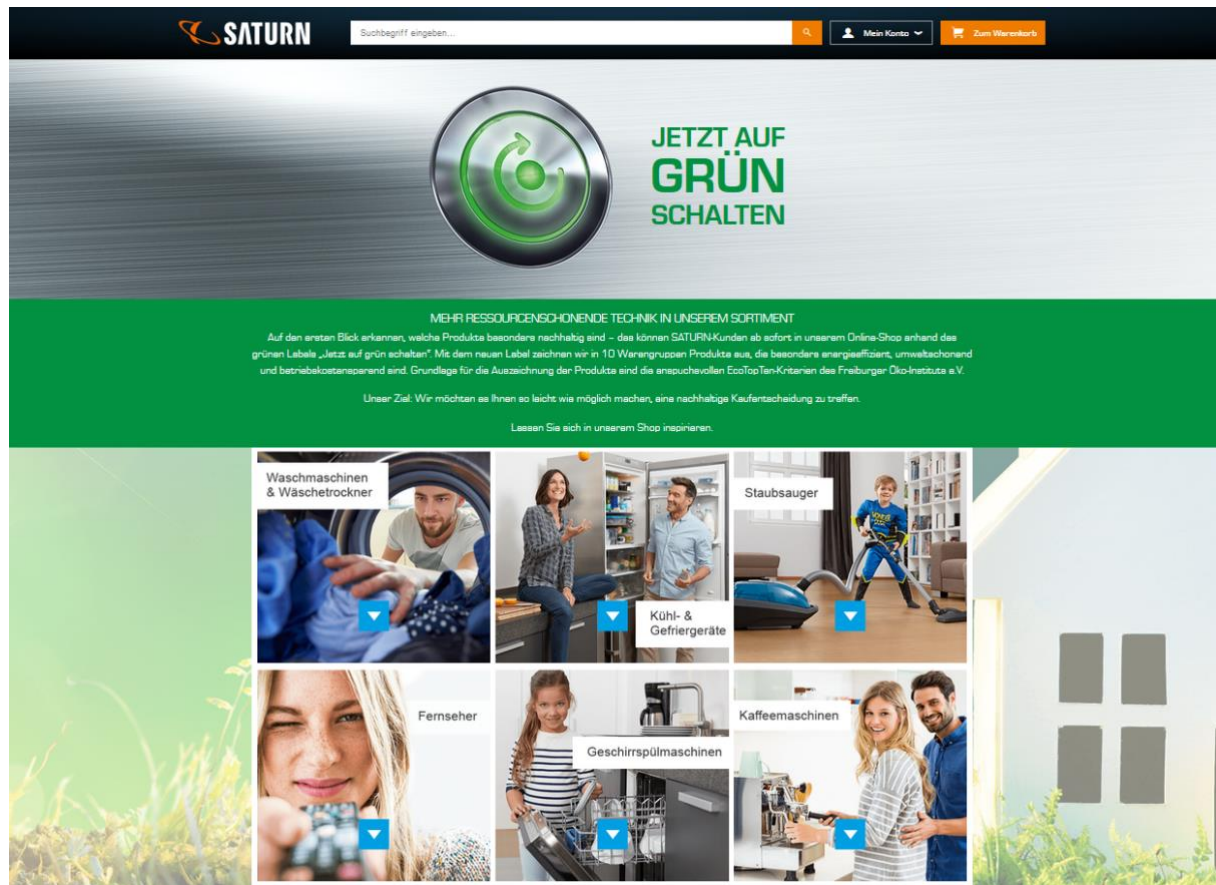 SATURN
Suchbegriff eingeben...
Mein Konto
Zum Warenkorb
JETZT AUF
GRÜN
SCHALTEN
MEHR RESSOURCENSCHONENDE TECHNIK IN UNSEREM SORTIMENT
Auf den ersten Blick erkennen, welche Produkte besonders nachhaltig sind – das können SATURN-Kunden ab sofort in unserem Online-Shop anhand des
grünen Labels „Jetzt auf grün schalten". Mit dem neuen Label zeichnen wir in 10 Warengruppen Produkte aus, die besonders energieeffizient, umweltschonend
und betriebskostensparend sind. Grundlage für die Auszeichnung der Produkte sind die anspuchsvollen EcoTopTen-Kriterien des Freiburger Öko-Instituts e.V.
Unser Ziel: Wir möchten es Ihnen so leicht wie möglich machen, eine nachhaltige Kaufentscheidung zu treffen.
Lassen Sie sich in unserem Shop inspirieren.
Waschmaschinen
& Wäschetrockner
Kühl- &
Gefriergeräte
Staubsauger
Fernseher
Geschirrspülmaschinen
Kaffeemaschinen